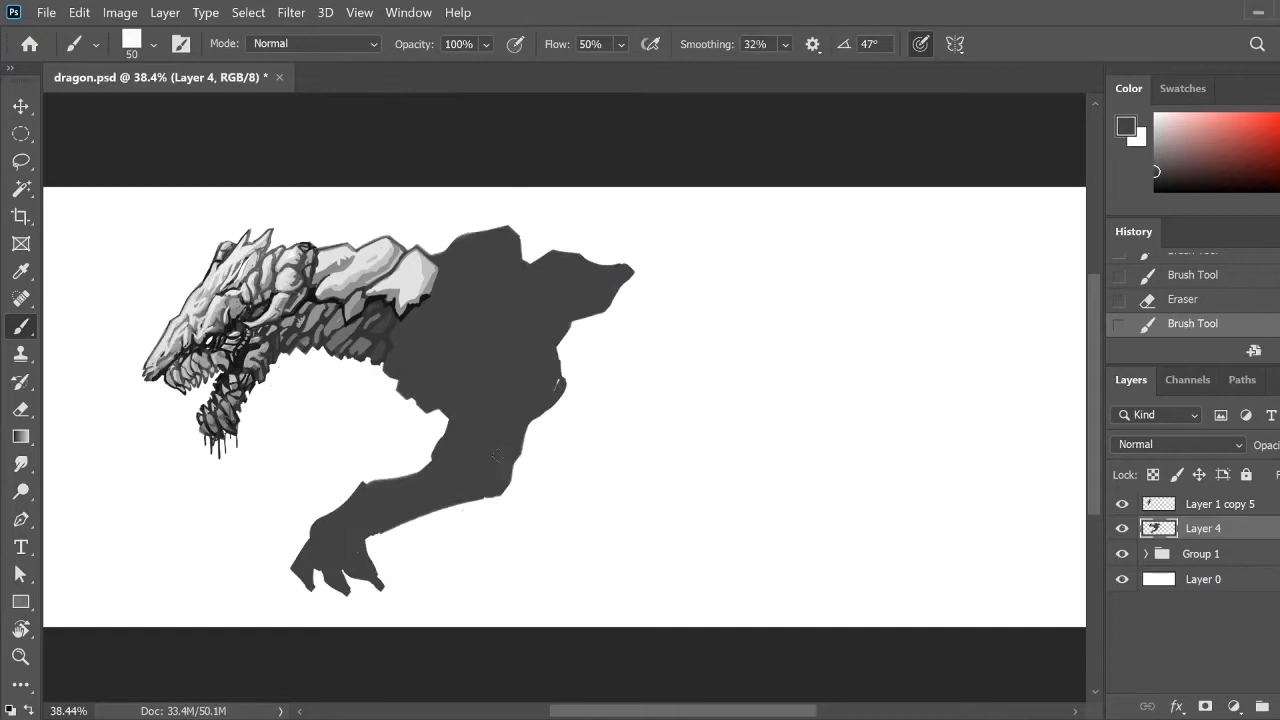 Ps File Edit Image Layer Type Select Filter 3D View Window Help
50 Mode: Normal Opacity: 100% Flow: 50% Smoothing: 32% 47°
dragon.psd @ 38.4% (Layer 4, RGB/8) *
Color Swatches
History
Brush Tool
Eraser
Brush Tool
Layers Channels Paths
Kind
Normal Opaci
Lock:
Layer 1 copy 5
Layer 4
Group 1
Layer 0
fx
38.44% Doc: 33.4M/50.1M